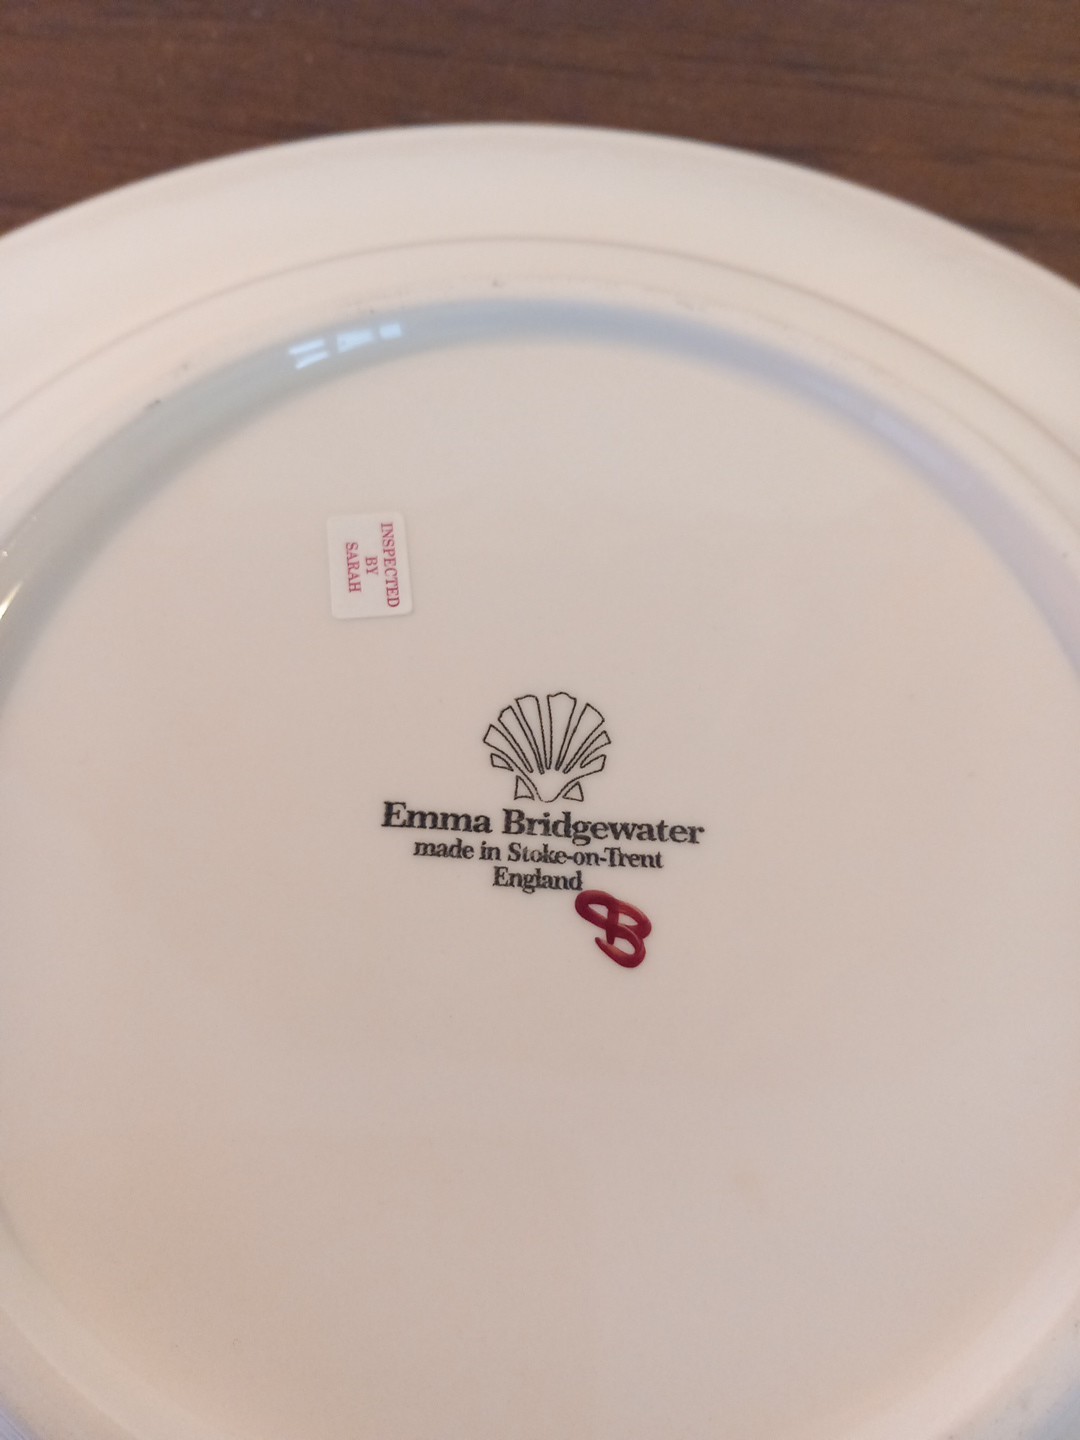 INSPECTED
BY
SARAH
Emma Bridgewater
made in Stoke-on-Trent
England